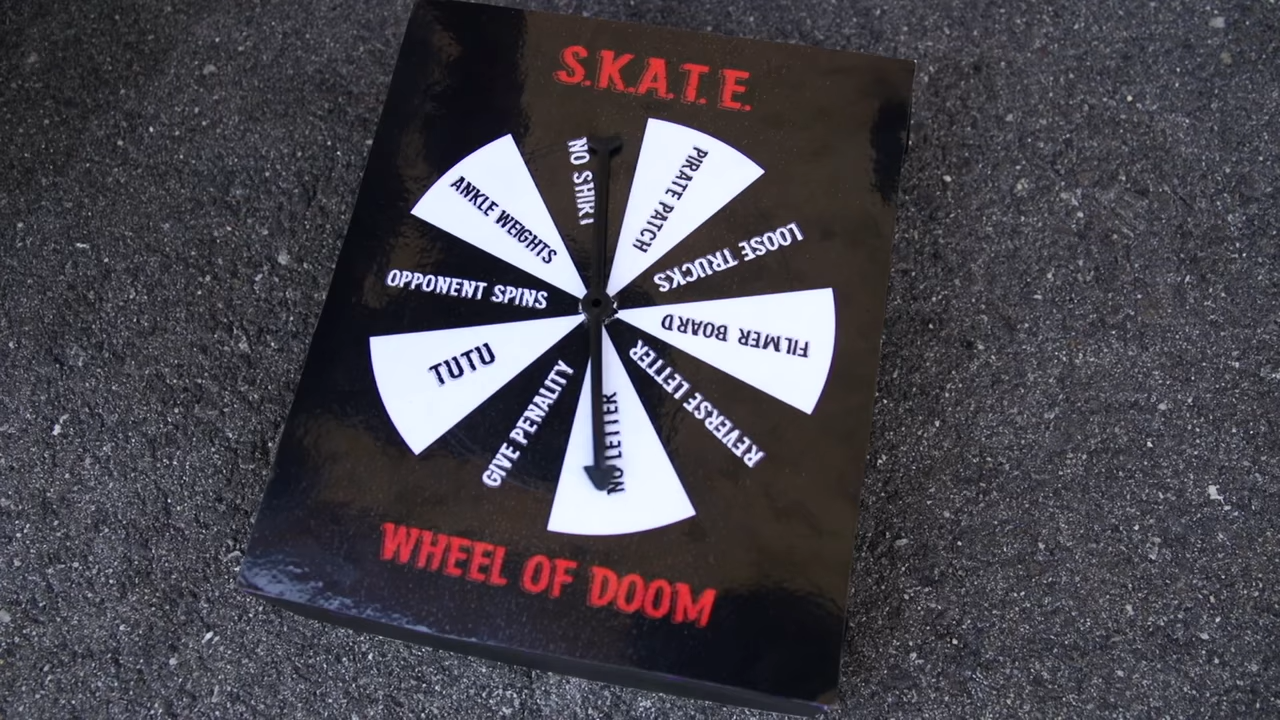 S.K.A.T.E.
NO SHIRT
PIRATE PATCH
LOOSE TRUCKS
FILMER BOARD
REVERSE LETTER
NO LETTER
GIVE PENALITY
TUTU
OPPONENT SPINS
ANKLE WEIGHTS
WHEEL OF DOOM